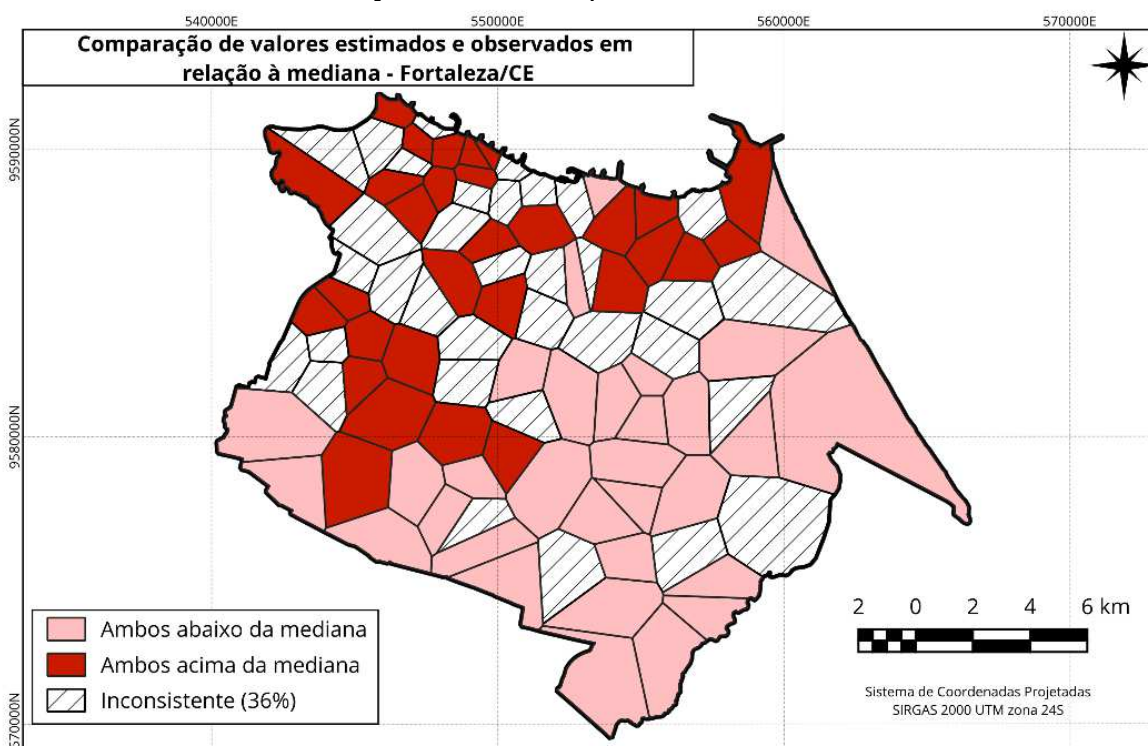 540000E 550000E 560000E 570000E
Comparação de valores estimados e observados em
relação à mediana - Fortaleza/CE
9590000N
9580000N
570000N
Ambos abaixo da mediana
Ambos acima da mediana
Inconsistente (36%)
2 0 2 4 6 km
Sistema de Coordenadas Projetadas
SIRGAS 2000 UTM zona 24S